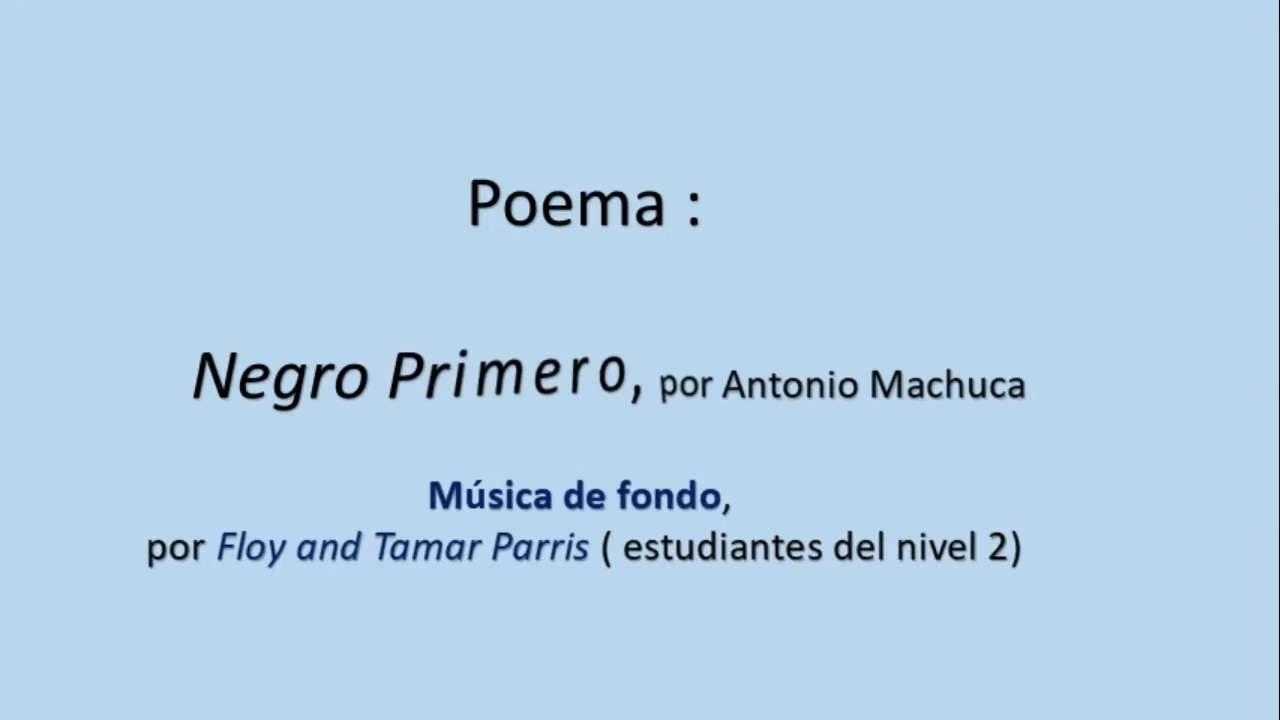 Poema :
Negro Primero, por Antonio Machuca
Música de fondo,
por Floy and Tamar Parris ( estudiantes del nivel 2)